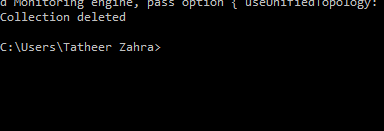 d Monitoring engine, pass option { useUnifiedTopology:
Collection deleted
C:\Users\Tatheer Zahra>